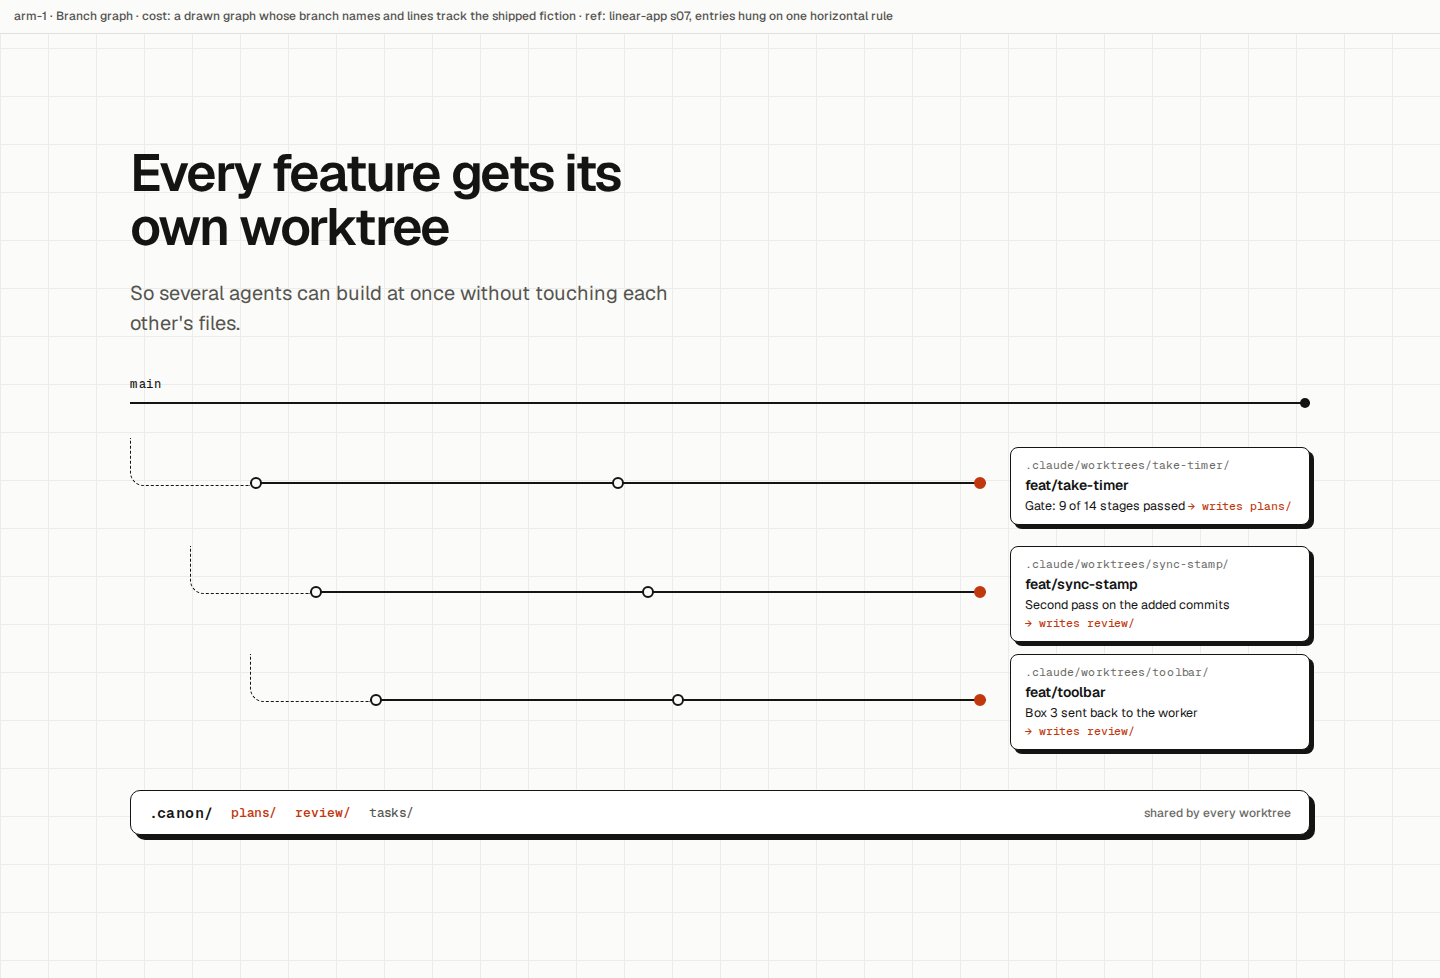 arm-1 · Branch graph · cost: a drawn graph whose branch names and lines track the shipped fiction · ref: linear-app s07, entries hung on one horizontal rule
Every feature gets its
own worktree
So several agents can build at once without touching each
other's files.
main
.claude/worktrees/take-timer/
feat/take-timer
Gate: 9 of 14 stages passed → writes plans/
.claude/worktrees/sync-stamp/
feat/sync-stamp
Second pass on the added commits
→ writes review/
.claude/worktrees/toolbar/
feat/toolbar
Box 3 sent back to the worker
→ writes review/
.canon/ plans/ review/ tasks/ shared by every worktree